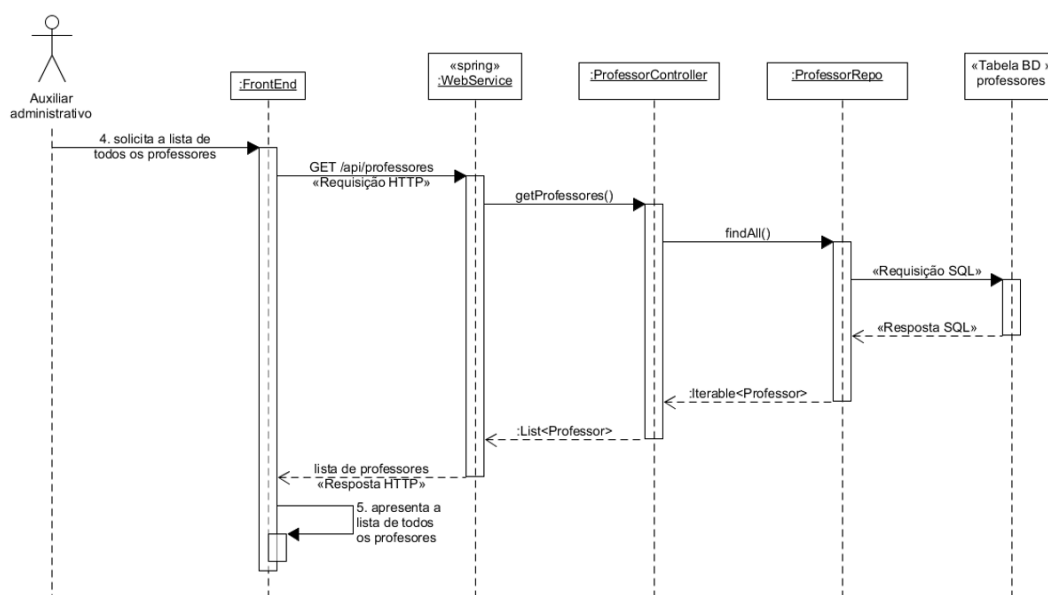 Auxiliar
administrativo
:FrontEnd
«spring»
:WebService
:ProfessorController
:ProfessorRepo
«Tabela BD »
professores
4. solicita a lista de
todos os professores
GET /api/professores
«Requisição HTTP»
getProfessores()
findAll()
«Requisição SQL»
«Resposta SQL»
:Iterable<Professor>
:List<Professor>
lista de professores
«Resposta HTTP»
5. apresenta a
lista de todos
os profesores